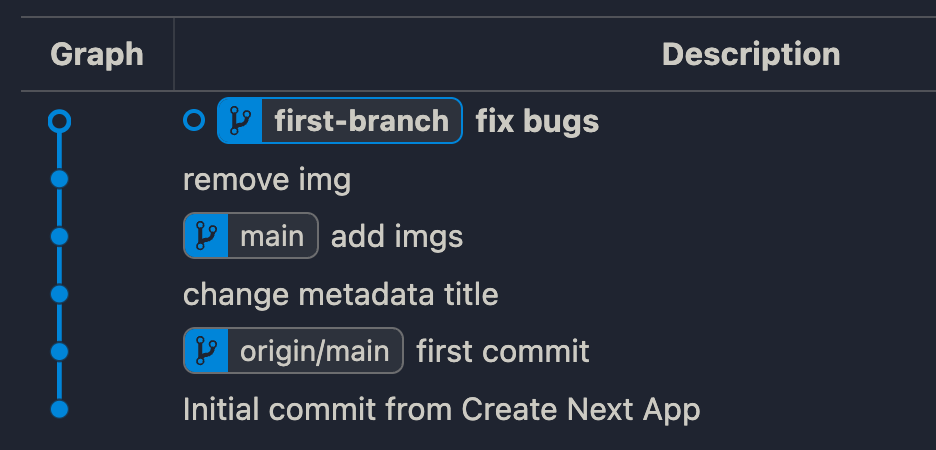 Graph Description
first-branch fix bugs
remove img
main add imgs
change metadata title
origin/main first commit
Initial commit from Create Next App